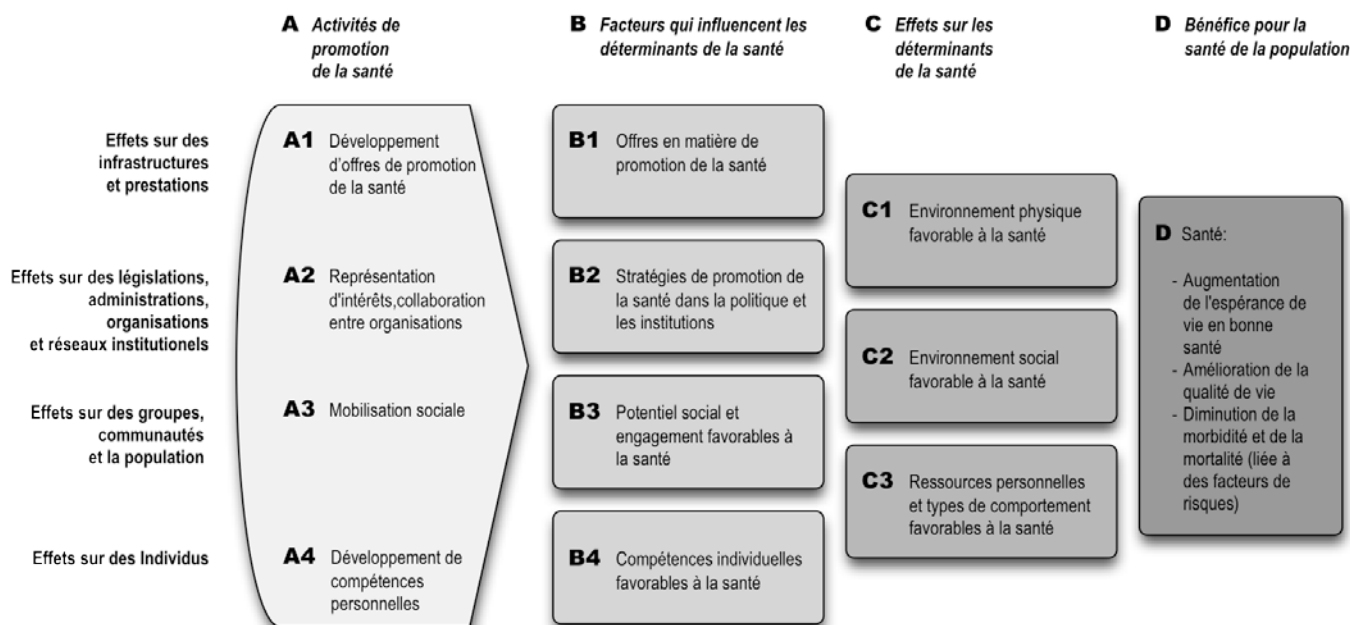 A Activités de
promotion
de la santé
B Facteurs qui influencent les
déterminants de la santé
C Effets sur les
déterminants
de la santé
D Bénéfice pour la
santé de la population
Effets sur des
infrastructures
et prestations
A1 Développement
d'offres de promotion
de la santé
B1 Offres en matière de
promotion de la santé
C1 Environnement physique
favorable à la santé
D Santé:
- Augmentation
de l'espérance de
vie en bonne
santé
- Amélioration de la
qualité de vie
- Diminution de la
morbidité et de la
mortalité (liée à
des facteurs de
risques)
Effets sur des législations,
administrations,
organisations
et réseaux institutionels
A2 Représentation
d'intérêts,collaboration
entre organisations
B2 Stratégies de promotion de
la santé dans la politique et
les institutions
C2 Environnement social
favorable à la santé
Effets sur des groupes,
communautés
et la population
A3 Mobilisation sociale
B3 Potentiel social et
engagement favorables à
la santé
C3 Ressources personnelles
et types de comportement
favorables à la santé
Effets sur des Individus
A4 Développement de
compétences
personnelles
B4 Compétences individuelles
favorables à la santé